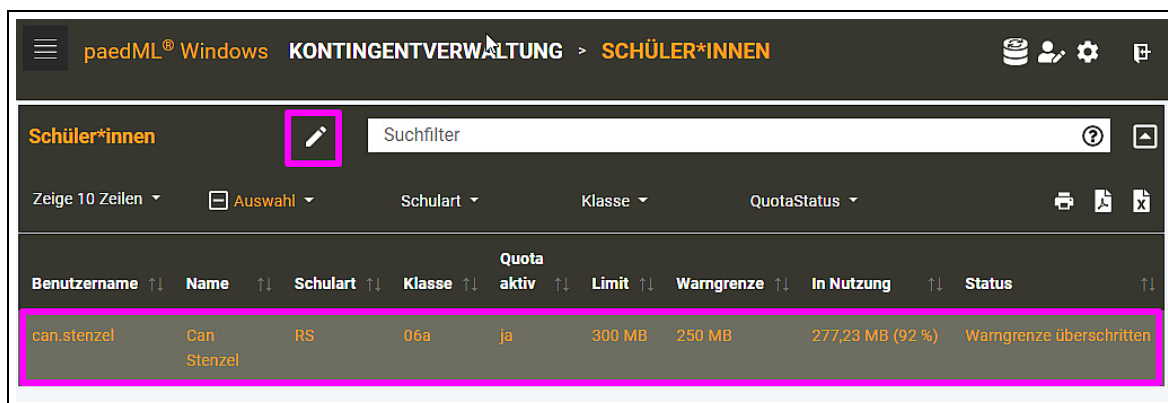 paedML® Windows KONTINGENTVERWALTUNG > SCHÜLER*INNEN
Schüler*innen Suchfilter
Zeige 10 Zeilen Auswahl Schulart Klasse QuotaStatus
Benutzername Name Schulart Klasse Quota aktiv Limit Warngrenze In Nutzung Status
can.stenzel Can Stenzel RS 06a ja 300 MB 250 MB 277,23 MB (92 %) Warngrenze überschritten